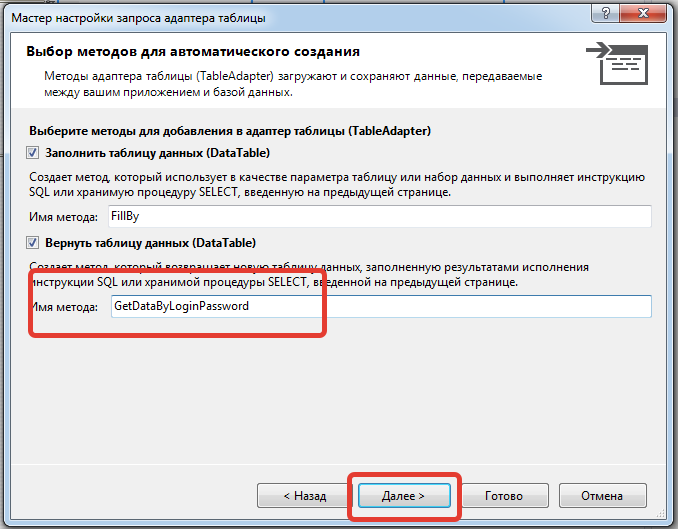 Мастер настройки запроса адаптера таблицы
?
Выбор методов для автоматического создания
Методы адаптера таблицы (TableAdapter) загружают и сохраняют данные, передаваемые
между вашим приложением и базой данных.
Выберите методы для добавления в адаптер таблицы (TableAdapter)
Заполнить таблицу данных (DataTable)
Создает метод, который использует в качестве параметра таблицу или набор данных и выполняет инструкцию
SQL или хранимую процедуру SELECT, введенную на предыдущей странице.
Имя метода: FillBy
Вернуть таблицу данных (DataTable)
Создает метод, который возвращает новую таблицу данных, заполненную результатами исполнения
инструкции SQL или хранимой процедуры SELECT, введенной на предыдущей странице.
Имя метода: GetDataByLoginPassword
< Назад Далее > Готово Отмена